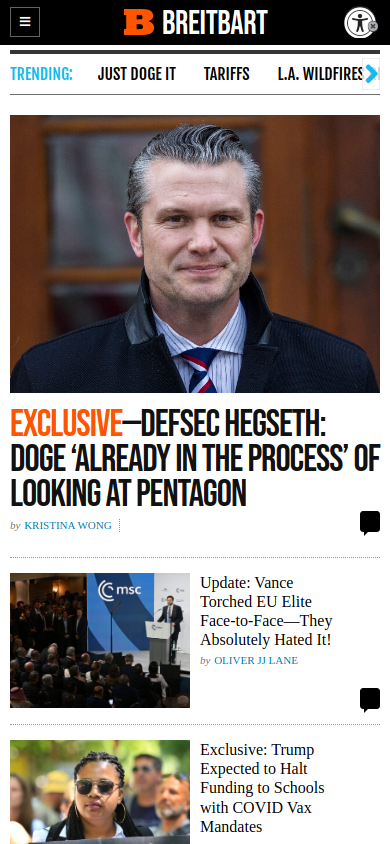 B BREITBART
TRENDING: JUST DOGE IT TARIFFS L.A. WILDFIRES
EXCLUSIVE—DEFSEC HEGSETH:
DOGE ‘ALREADY IN THE PROCESS’ OF
LOOKING AT PENTAGON
by KRISTINA WONG
msc
Update: Vance
Torched EU Elite
Face-to-Face—They
Absolutely Hated It!
by OLIVER JJ LANE
Exclusive: Trump
Expected to Halt
Funding to Schools
with COVID Vax
Mandates